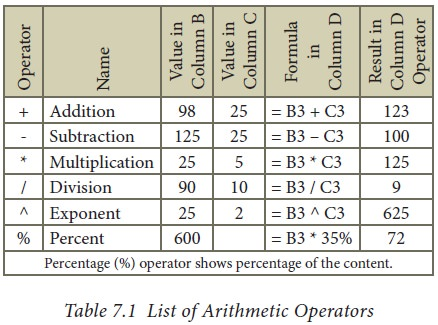 Operator Name Value in Column B Value in Column C Formula in Column D Result in Column D Operator
+ Addition 98 25 = B3 + C3 123
- Subtraction 125 25 = B3 – C3 100
* Multiplication 25 5 = B3 * C3 125
/ Division 90 10 = B3 / C3 9
^ Exponent 25 2 = B3 ^ C3 625
% Percent 600 = B3 * 35% 72
Percentage (%) operator shows percentage of the content.
Table 7.1 List of Arithmetic Operators